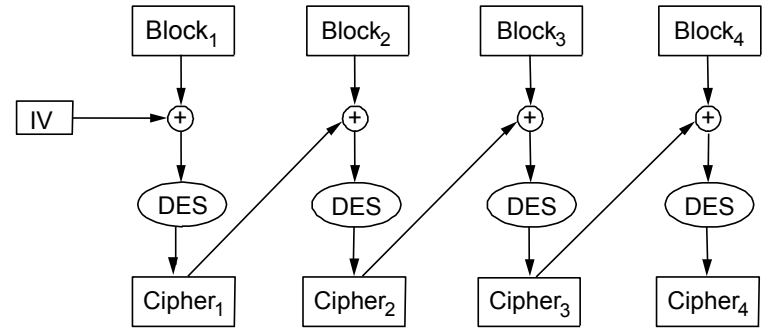 Block₁ Block₂ Block₃ Block₄
IV + + + +
DES DES DES DES
Cipher₁ Cipher₂ Cipher₃ Cipher₄